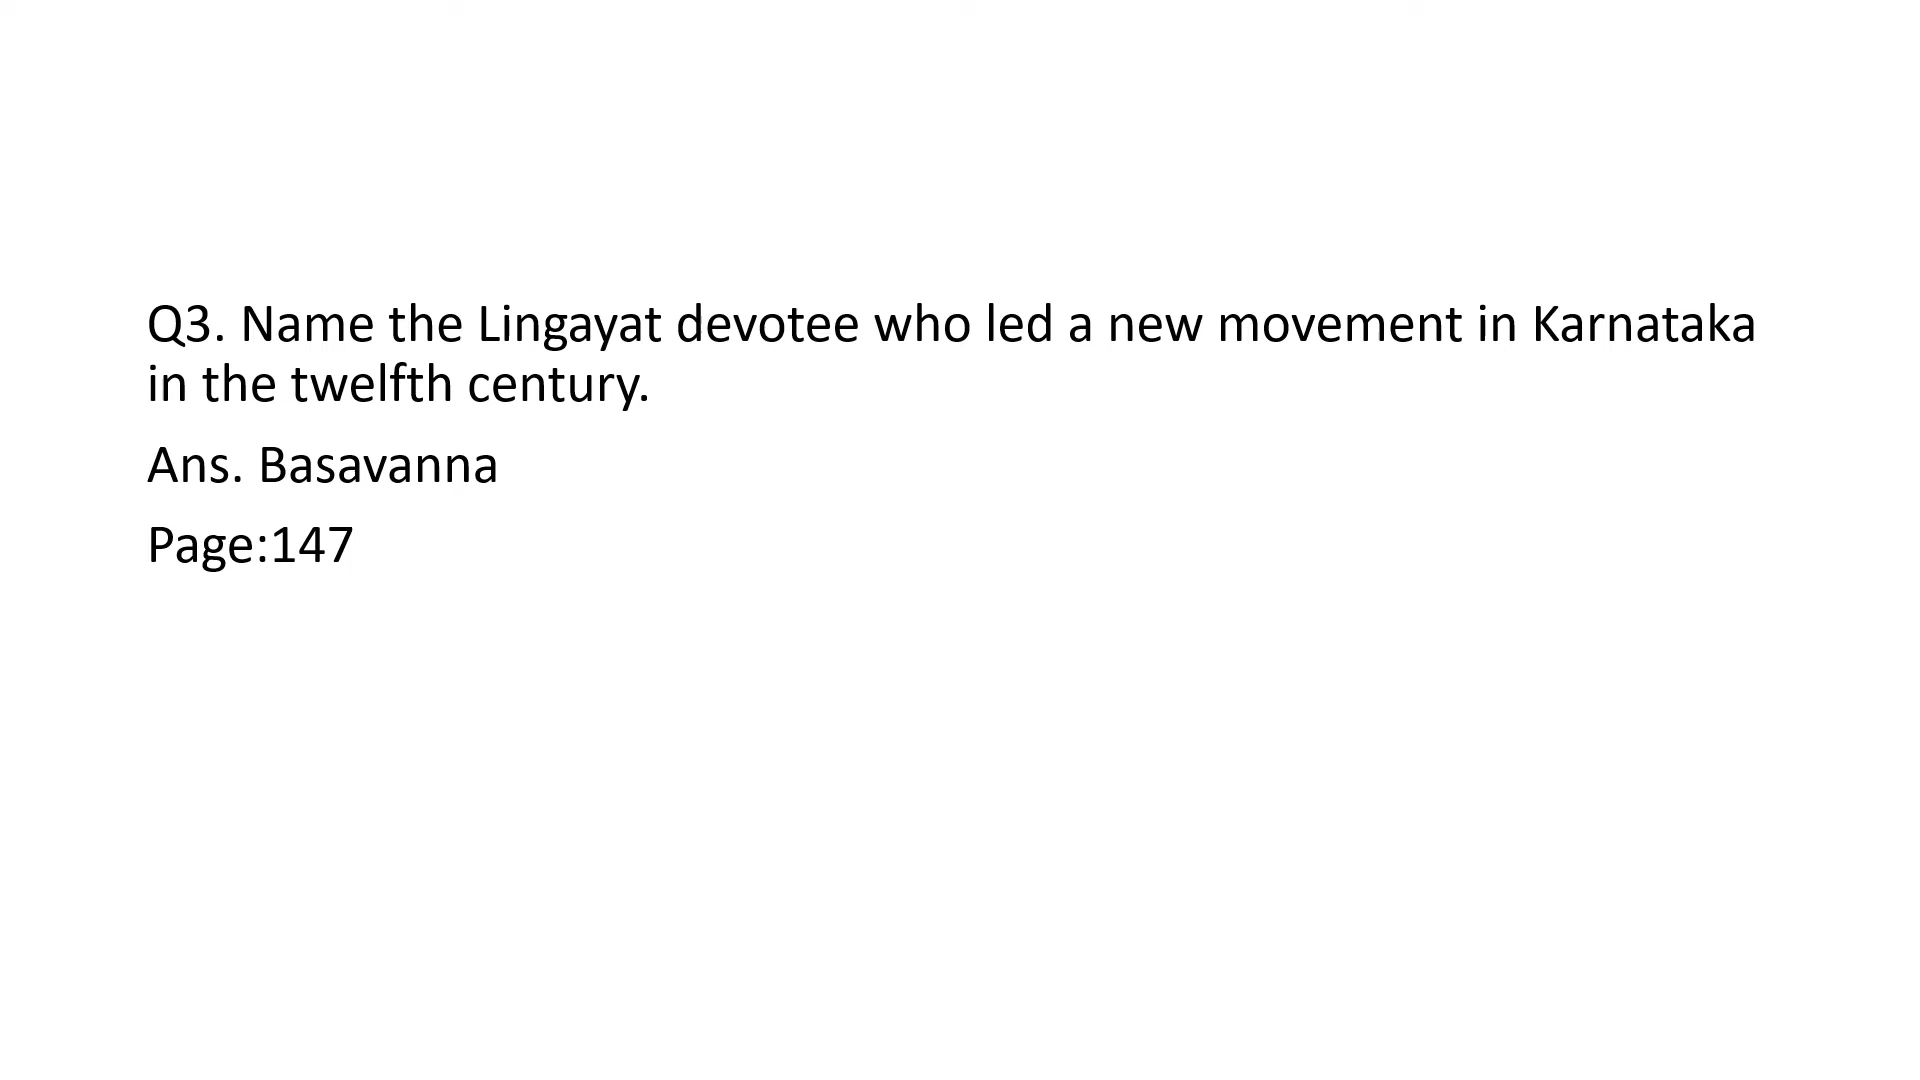 Q3. Name the Lingayat devotee who led a new movement in Karnataka
in the twelfth century.
Ans. Basavanna
Page:147